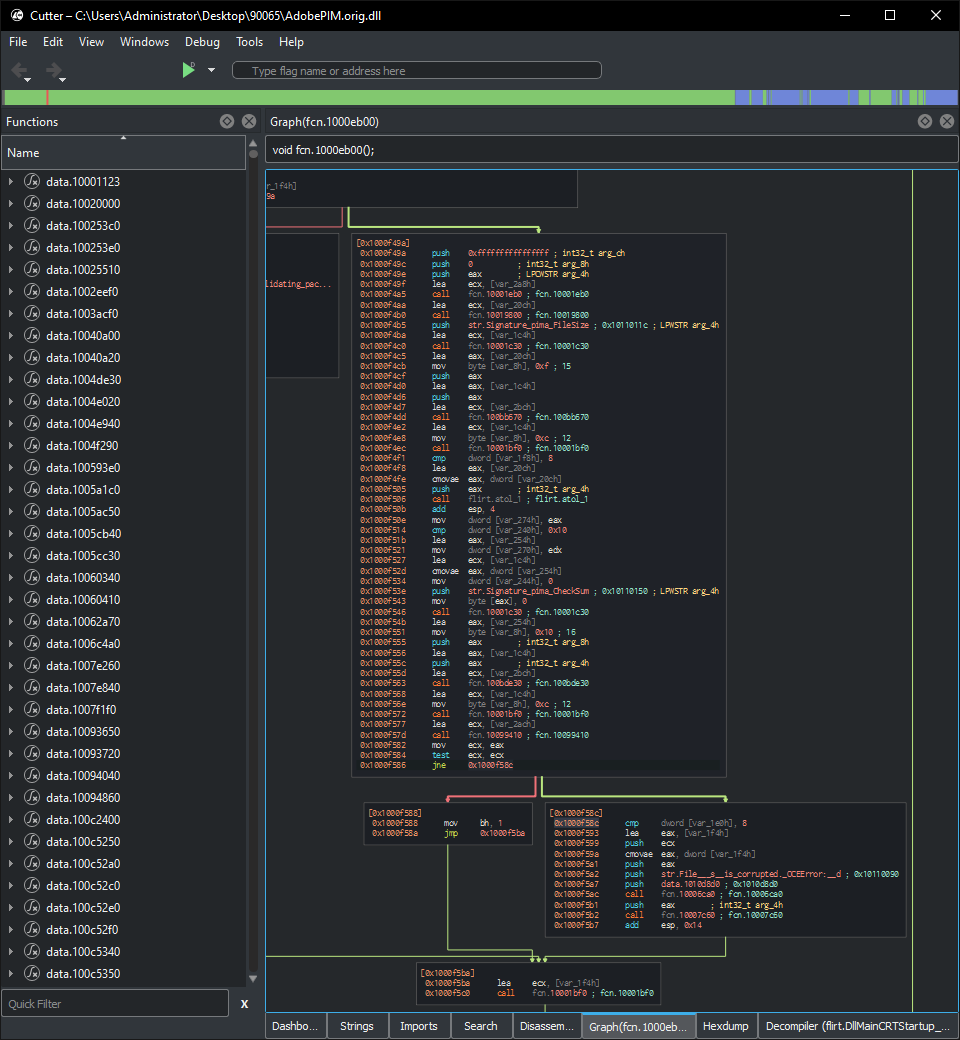 Cutter – C:\Users\Administrator\Desktop\90065\AdobePIM.orig.dll
File Edit View Windows Debug Tools Help
Type flag name or address here
Functions
Name
data.10001123
data.10020000
data.100253c0
data.100253e0
data.10025510
data.1002eef0
data.1003acf0
data.10040a00
data.10040a20
data.1004de30
data.1004e020
data.1004e940
data.1004f290
data.100593e0
data.1005a1c0
data.1005ac50
data.1005cb40
data.1005cc30
data.10060340
data.10060410
data.10062a70
data.1006c4a0
data.1007e260
data.1007e840
data.1007f1f0
data.10093650
data.10093720
data.10094040
data.10094860
data.100c2400
data.100c5250
data.100c52a0
data.100c52c0
data.100c52e0
data.100c52f0
data.100c5340
data.100c5350
Quick Filter X
Graph(fcn.1000eb00)
void fcn.1000eb00();
r_1f4h]
9a
lidating_pac...
[0x1000f49a]
0x1000f49a push 0xffffffffffffffff ; int32_t arg_ch
0x1000f49c push 0 ; int32_t arg_8h
0x1000f49e push eax ; LPCWSTR arg_4h
0x1000f49f lea ecx, [var_2a8h]
0x1000f4a5 call fcn.10001eb0 ; fcn.10001eb0
0x1000f4aa lea ecx, [var_20ch]
0x1000f4b0 call fcn.10019800 ; fcn.10019800
0x1000f4b5 push str.Signature_pima_FileSize ; 0x1011011c ; LPWSTR arg_4h
0x1000f4ba lea ecx, [var_1c4h]
0x1000f4c0 call fcn.10001c30 ; fcn.10001c30
0x1000f4c5 lea eax, [var_20ch]
0x1000f4cb mov byte [var_8h], 0xf ; 15
0x1000f4cf push eax
0x1000f4d0 lea eax, [var_1c4h]
0x1000f4d6 push eax
0x1000f4d7 lea ecx, [var_2bch]
0x1000f4dd call fcn.100bb670 ; fcn.100bb670
0x1000f4e2 lea ecx, [var_1c4h]
0x1000f4e8 mov byte [var_8h], 0xc ; 12
0x1000f4ec call fcn.10001bf0 ; fcn.10001bf0
0x1000f4f1 cmp dword [var_1f8h], 8
0x1000f4f8 lea eax, [var_20ch]
0x1000f4fe cmovae eax, dword [var_20ch]
0x1000f505 push eax ; int32_t arg_4h
0x1000f506 call flirt.atol_1 ; flirt.atol_1
0x1000f50b add esp, 4
0x1000f50e mov dword [var_274h], eax
0x1000f514 cmp dword [var_240h], 0x10
0x1000f51b lea eax, [var_254h]
0x1000f521 mov dword [var_270h], edx
0x1000f527 lea ecx, [var_1c4h]
0x1000f52d cmovae eax, dword [var_254h]
0x1000f534 mov dword [var_244h], 0
0x1000f53e push str.Signature_pima_CheckSum ; 0x10110150 ; LPWSTR arg_4h
0x1000f543 mov byte [eax], 0
0x1000f546 call fcn.10001c30 ; fcn.10001c30
0x1000f54b lea eax, [var_254h]
0x1000f551 mov byte [var_8h], 0x10 ; 16
0x1000f555 push eax ; int32_t arg_8h
0x1000f556 lea eax, [var_1c4h]
0x1000f55c push eax ; int32_t arg_4h
0x1000f55d lea ecx, [var_2bch]
0x1000f563 call fcn.100bde30 ; fcn.100bde30
0x1000f568 lea ecx, [var_1c4h]
0x1000f56e mov byte [var_8h], 0xc ; 12
0x1000f572 call fcn.10001bf0 ; fcn.10001bf0
0x1000f577 lea ecx, [var_2ach]
0x1000f57d call fcn.10099410 ; fcn.10099410
0x1000f582 mov ecx, eax
0x1000f584 test ecx, ecx
0x1000f586 jne 0x1000f58c
[0x1000f588]
0x1000f588 mov bh, 1
0x1000f58a jmp 0x1000f5ba
[0x1000f58c]
0x1000f58c cmp dword [var_1e0h], 8
0x1000f593 lea eax, [var_1f4h]
0x1000f599 push ecx
0x1000f59a cmovae eax, dword [var_1f4h]
0x1000f5a1 push eax
0x1000f5a2 push str.File___s__is_corrupted._OCEError:__d ; 0x10110090
0x1000f5a7 push data.1010d8d0 ; 0x1010d8d0
0x1000f5ac call fcn.10006ca0 ; fcn.10006ca0
0x1000f5b1 push eax ; int32_t arg_4h
0x1000f5b2 call fcn.10007c60 ; fcn.10007c60
0x1000f5b7 add esp, 0x14
[0x1000f5ba]
0x1000f5ba lea ecx, [var_1f4h]
0x1000f5c0 call fcn.10001bf0 ; fcn.10001bf0
Dashbo... Strings Imports Search Disassem... Graph(fcn.1000eb... Hexdump Decompiler (flirt.DllMainCRTStartup_...